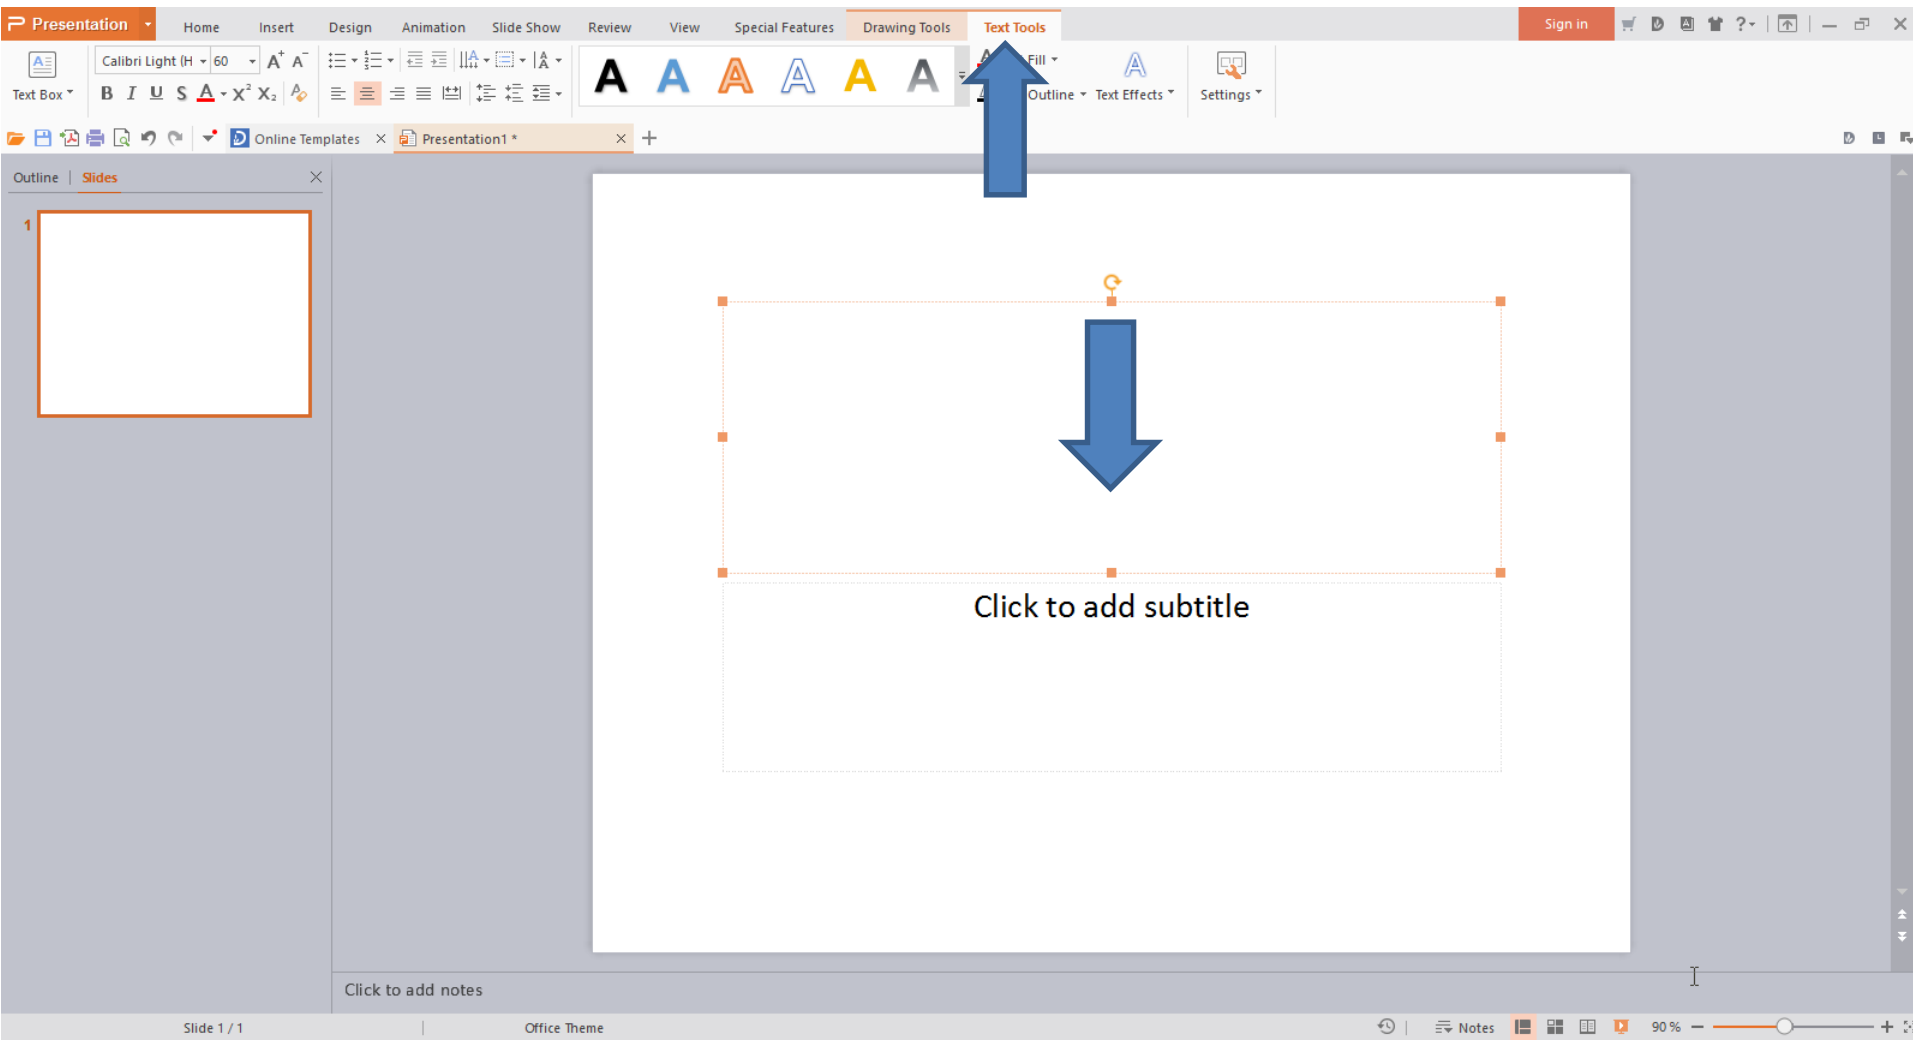 Presentation
Home Insert Design Animation Slide Show Review View Special Features Drawing Tools Text Tools Sign in
Calibri Light (H 60
Fill
Text Box
B I U S A X² X₂
Outline Text Effects Settings
Online Templates Presentation1 *
Outline | Slides
1
Click to add subtitle
Click to add notes
Slide 1 / 1 Office Theme Notes 90 %